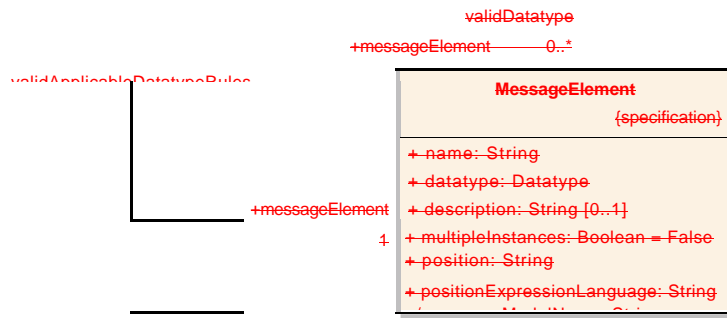 validDatatype
+messageElement 0..*
validApplicableDatatypeRules
MessageElement
{specification}
+ name: String
+ datatype: Datatype
+messageElement
+ description: String [0..1]
1
+ multipleInstances: Boolean = False
+ position: String
+ positionExpressionLanguage: String